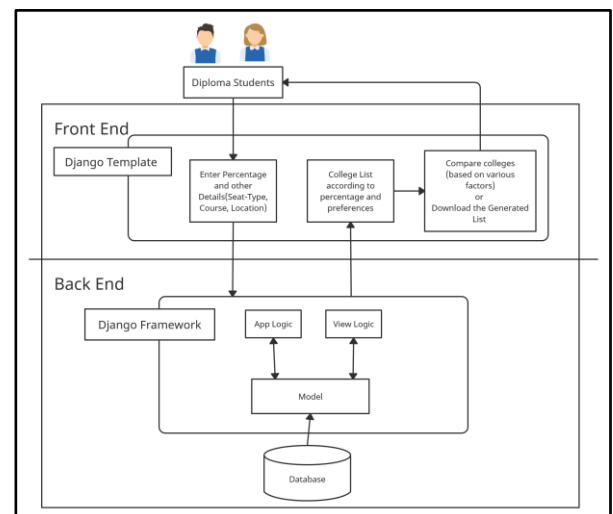 Diploma Students
Front End
Django Template
Enter Percentage
and other
Details(Seat-Type,
Course, Location)
College List
according to
percentage and
preferences
Compare colleges
(based on various
factors)
or
Download the Generated
List
Back End
Django Framework
App Logic
View Logic
Model
Database